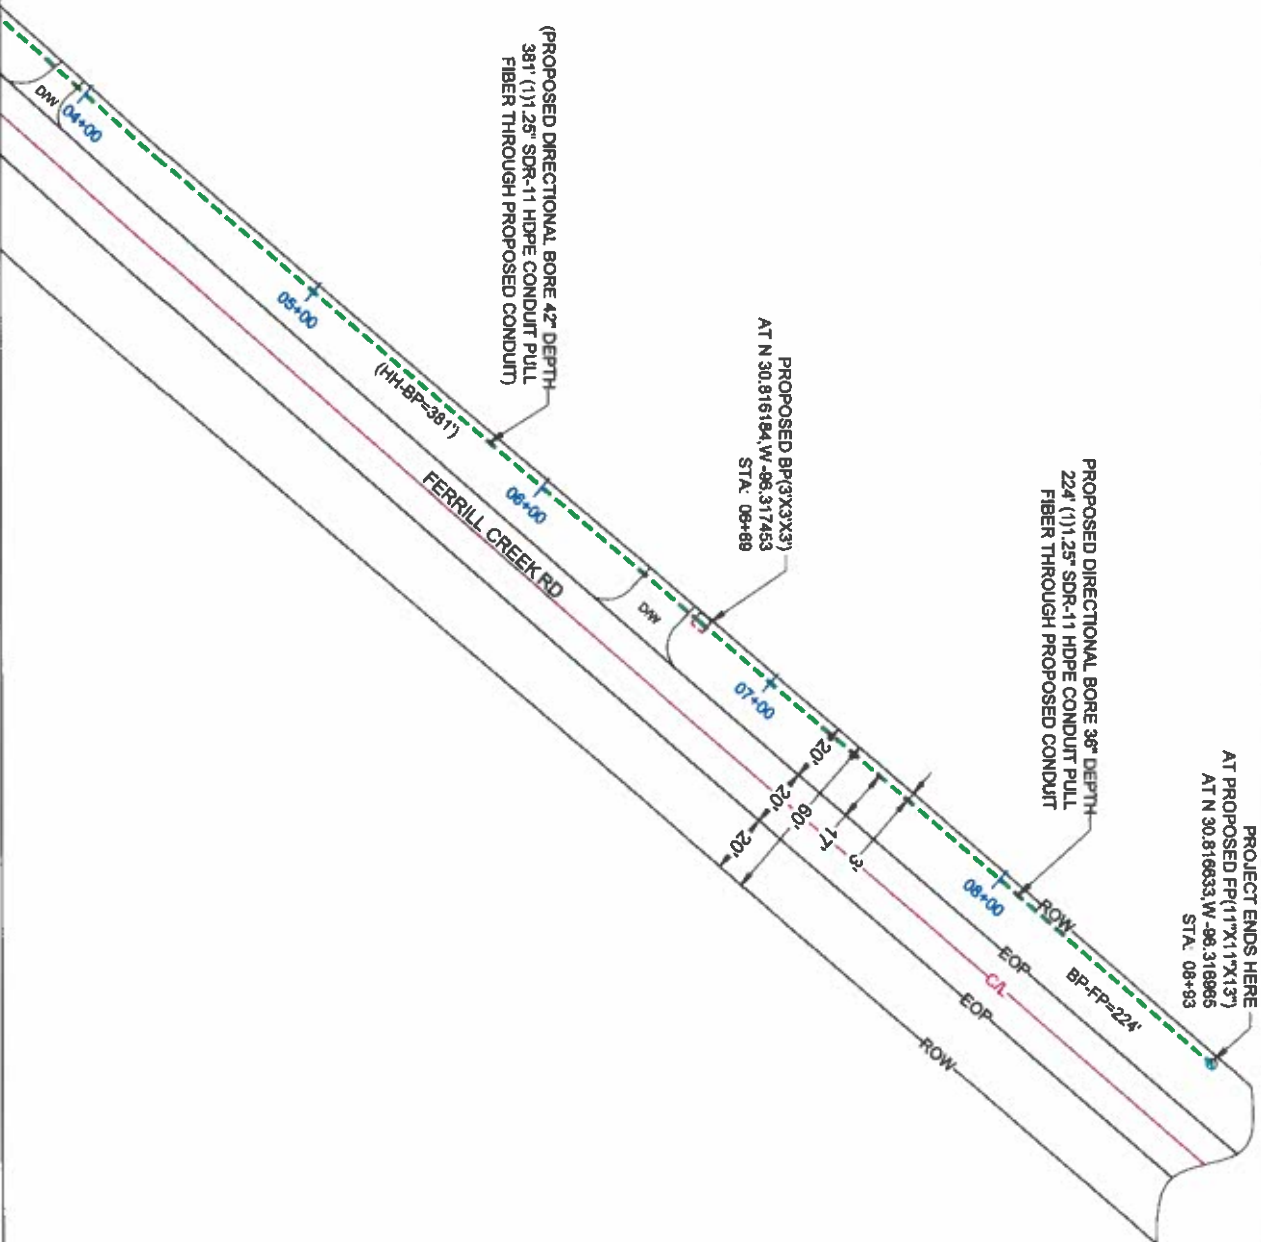 (PROPOSED DIRECTIONAL BORE 42" DEPTH
381' (1)1.25" SDR-11 HDPE CONDUIT PULL
FIBER THROUGH PROPOSED CONDUIT)
PROPOSED BP(3'X3'X3')
AT N 30.816184,W -96.317453
STA: 06+69
PROPOSED DIRECTIONAL BORE 36" DEPTH
224' (1)1.25" SDR-11 HDPE CONDUIT PULL
FIBER THROUGH PROPOSED CONDUIT
PROJECT ENDS HERE
AT PROPOSED FP(11"X11"X13")
AT N 30.816633,W -96.316965
STA: 08+93
D/W
04+00
05+00
(HH-BP=381')
06+00
FERRILL CREEK RD
D/W
07+00
20'
20'
60'
17'
3'
20'
08+00
ROW
EOP
C/L
EOP
ROW
BP-FP=224'